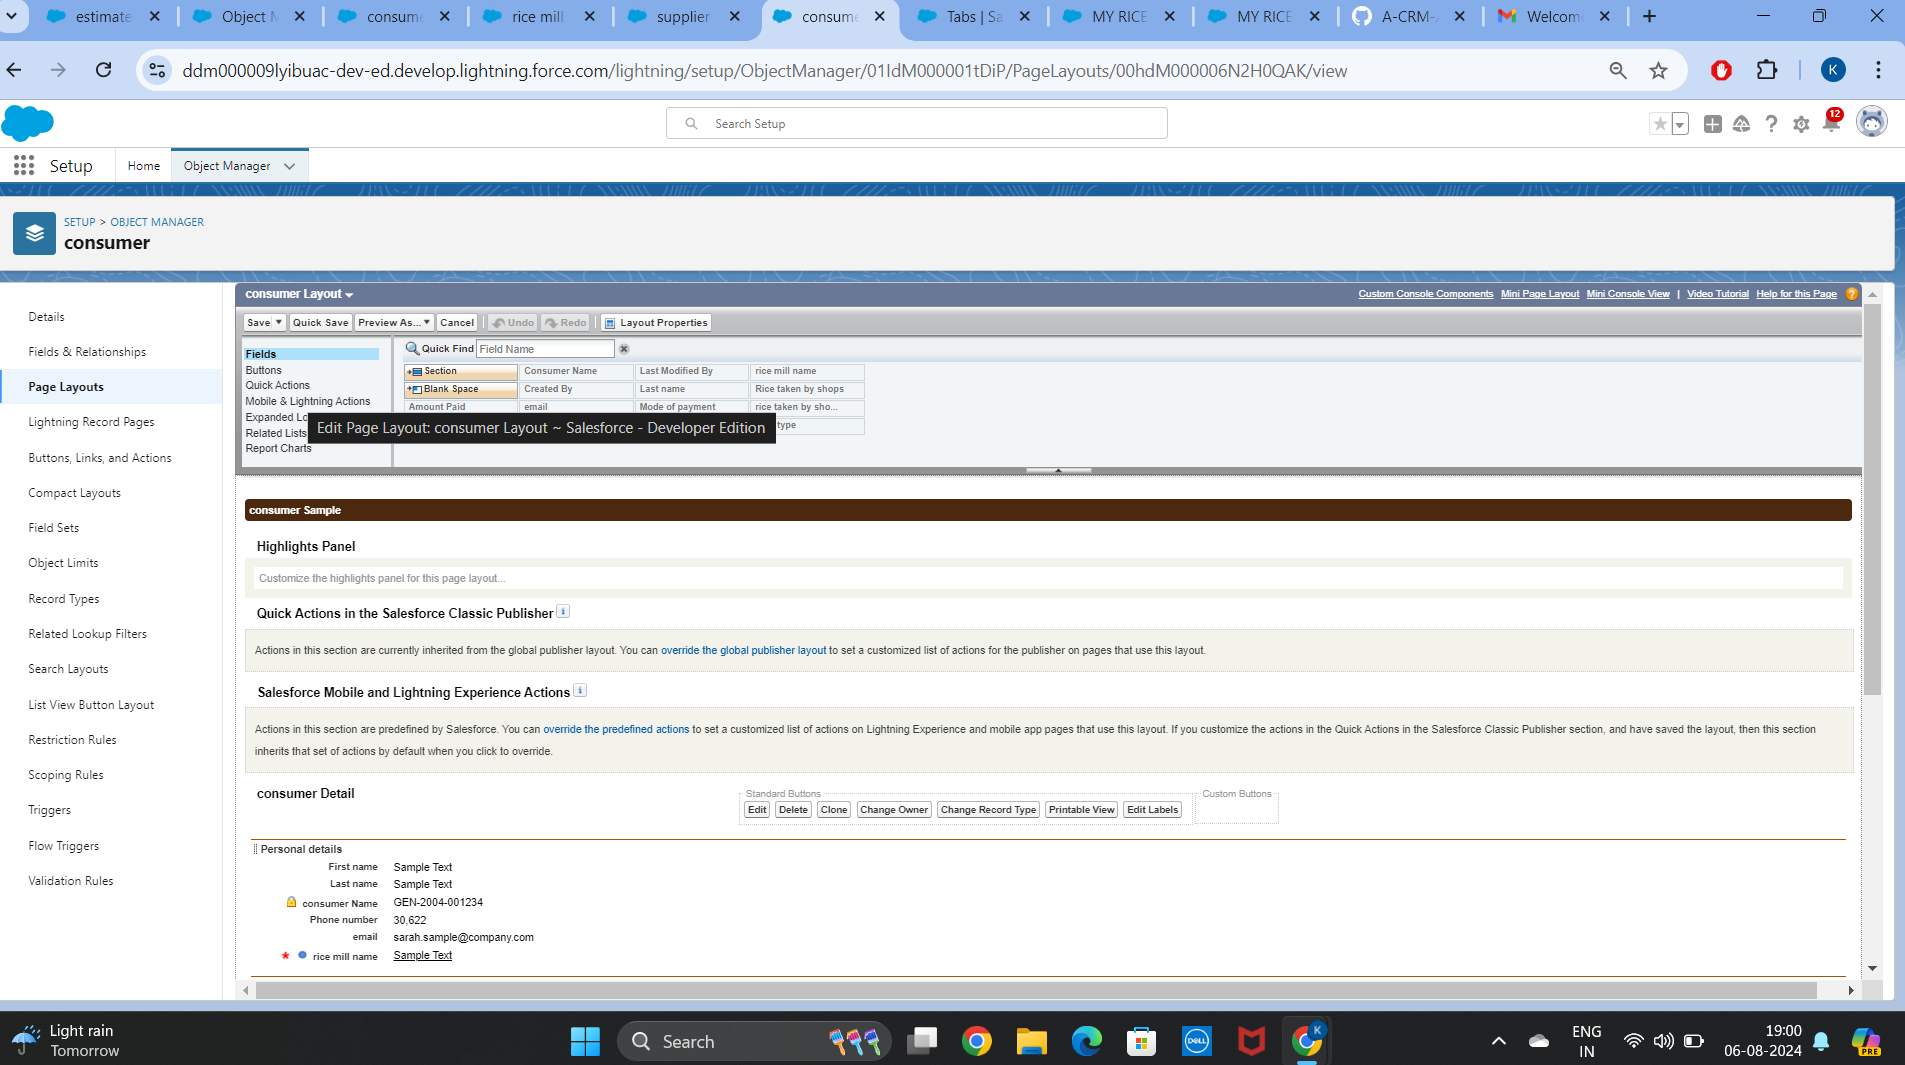 estimate
Object M
consume
rice mill
supplier
consume
Tabs | Sa
MY RICE
MY RICE
A-CRM-
Welcom
ddm000009lyibuac-dev-ed.develop.lightning.force.com/lightning/setup/ObjectManager/01IdM000001tDiP/PageLayouts/00hdM000006N2H0QAK/view
K
Search Setup
12
Setup
Home
Object Manager
SETUP > OBJECT MANAGER
consumer
Details
Fields & Relationships
Page Layouts
Lightning Record Pages
Buttons, Links, and Actions
Compact Layouts
Field Sets
Object Limits
Record Types
Related Lookup Filters
Search Layouts
List View Button Layout
Restriction Rules
Scoping Rules
Triggers
Flow Triggers
Validation Rules
consumer Layout
Custom Console Components Mini Page Layout Mini Console View | Video Tutorial Help for this Page
Save Quick Save Preview As... Cancel Undo Redo Layout Properties
Fields
Buttons
Quick Actions
Mobile & Lightning Actions
Expanded Lo
Related Lists
Report Charts
Quick Find Field Name
Section Consumer Name Last Modified By rice mill name
Blank Space Created By Last name Rice taken by shops
Amount Paid email Mode of payment rice taken by sho...
type
Edit Page Layout: consumer Layout ~ Salesforce - Developer Edition
consumer Sample
Highlights Panel
Customize the highlights panel for this page layout...
Quick Actions in the Salesforce Classic Publisher
Actions in this section are currently inherited from the global publisher layout. You can override the global publisher layout to set a customized list of actions for the publisher on pages that use this layout.
Salesforce Mobile and Lightning Experience Actions
Actions in this section are predefined by Salesforce. You can override the predefined actions to set a customized list of actions on Lightning Experience and mobile app pages that use this layout. If you customize the actions in the Quick Actions in the Salesforce Classic Publisher section, and have saved the layout, then this section
inherits that set of actions by default when you click to override.
consumer Detail
Standard Buttons
Edit Delete Clone Change Owner Change Record Type Printable View Edit Labels
Custom Buttons
Personal details
First name Sample Text
Last name Sample Text
consumer Name GEN-2004-001234
Phone number 30,622
email sarah.sample@company.com
* rice mill name Sample Text
Light rain
Tomorrow
Search
DELL
K
ENG
IN
19:00
06-08-2024
PRE